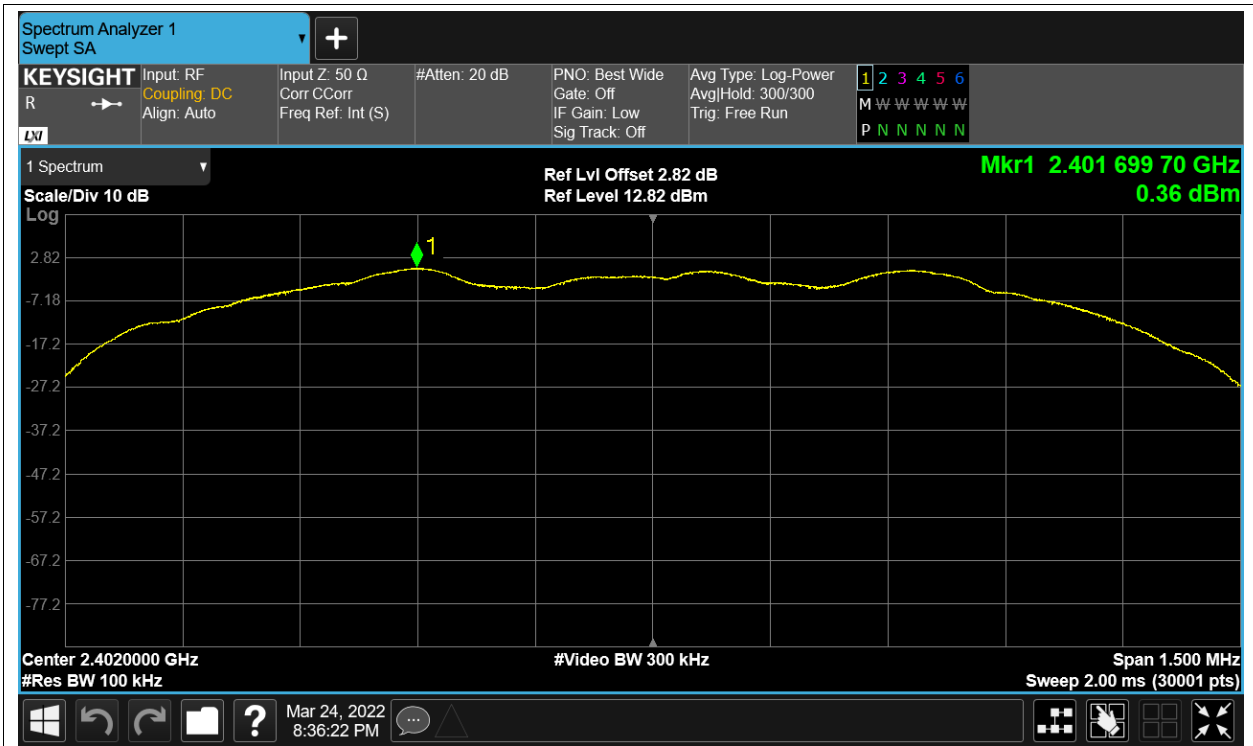 Spectrum Analyzer 1
Swept SA
KEYSIGHT
R
LXI
Input: RF
Coupling: DC
Align: Auto
Input Z: 50 Ω
Corr CCorr
Freq Ref: Int (S)
#Atten: 20 dB
PNO: Best Wide
Gate: Off
IF Gain: Low
Sig Track: Off
Avg Type: Log-Power
Avg|Hold: 300/300
Trig: Free Run
1 2 3 4 5 6
M W W W W W
P N N N N N
1 Spectrum
Scale/Div 10 dB
Log
Ref Lvl Offset 2.82 dB
Ref Level 12.82 dBm
Mkr1 2.401 699 70 GHz
0.36 dBm
1
2.82
-7.18
-17.2
-27.2
-37.2
-47.2
-57.2
-67.2
-77.2
Center 2.4020000 GHz
#Res BW 100 kHz
#Video BW 300 kHz
Span 1.500 MHz
Sweep 2.00 ms (30001 pts)
?
Mar 24, 2022
8:36:22 PM